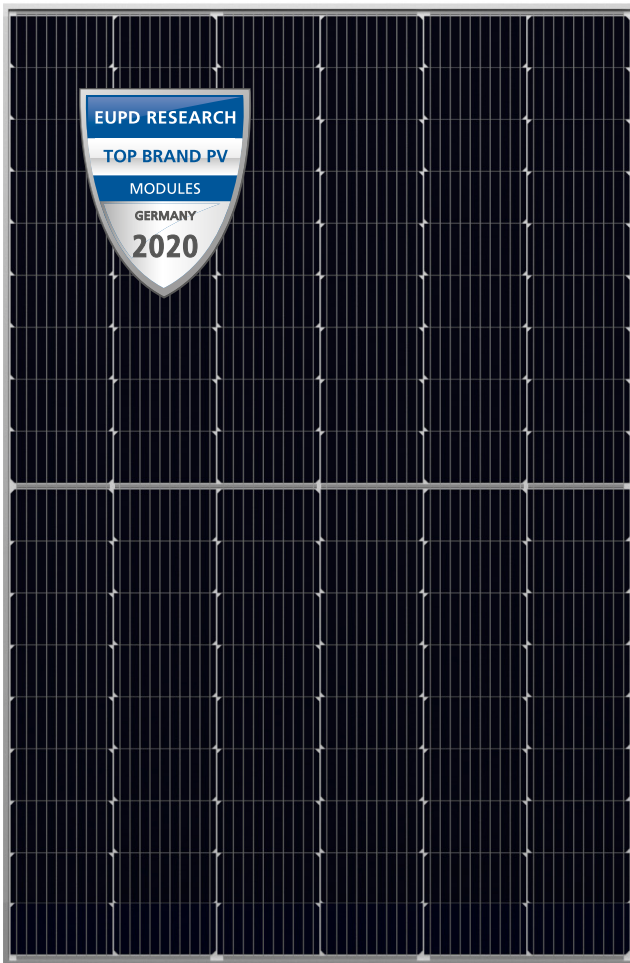 EUPD RESEARCH
TOP BRAND PV
MODULES
GERMANY
2020